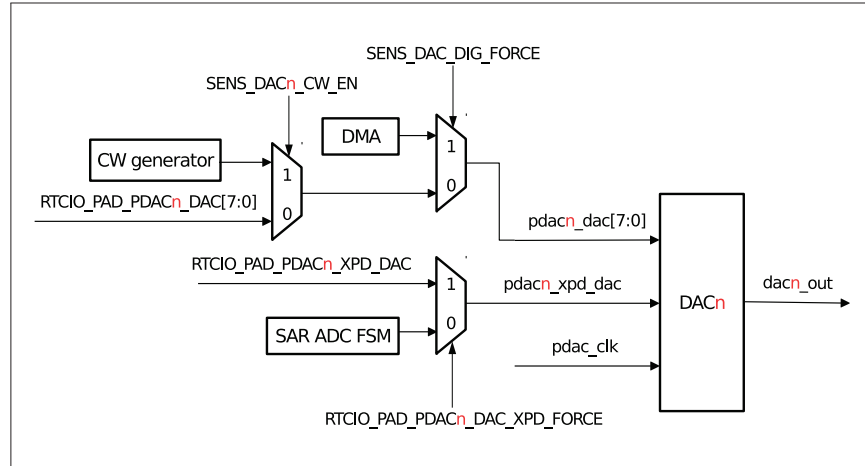 SENS_DAC_DIG_FORCE
SENS_DACn_CW_EN
DMA
1
0
CW generator
1
0
RTCIO_PAD_PDACn_DAC[7:0]
pdacn_dac[7:0]
RTCIO_PAD_PDACn_XPD_DAC
1
0
pdacn_xpd_dac
DACn
dacn_out
SAR ADC FSM
pdac_clk
RTCIO_PAD_PDACn_DAC_XPD_FORCE